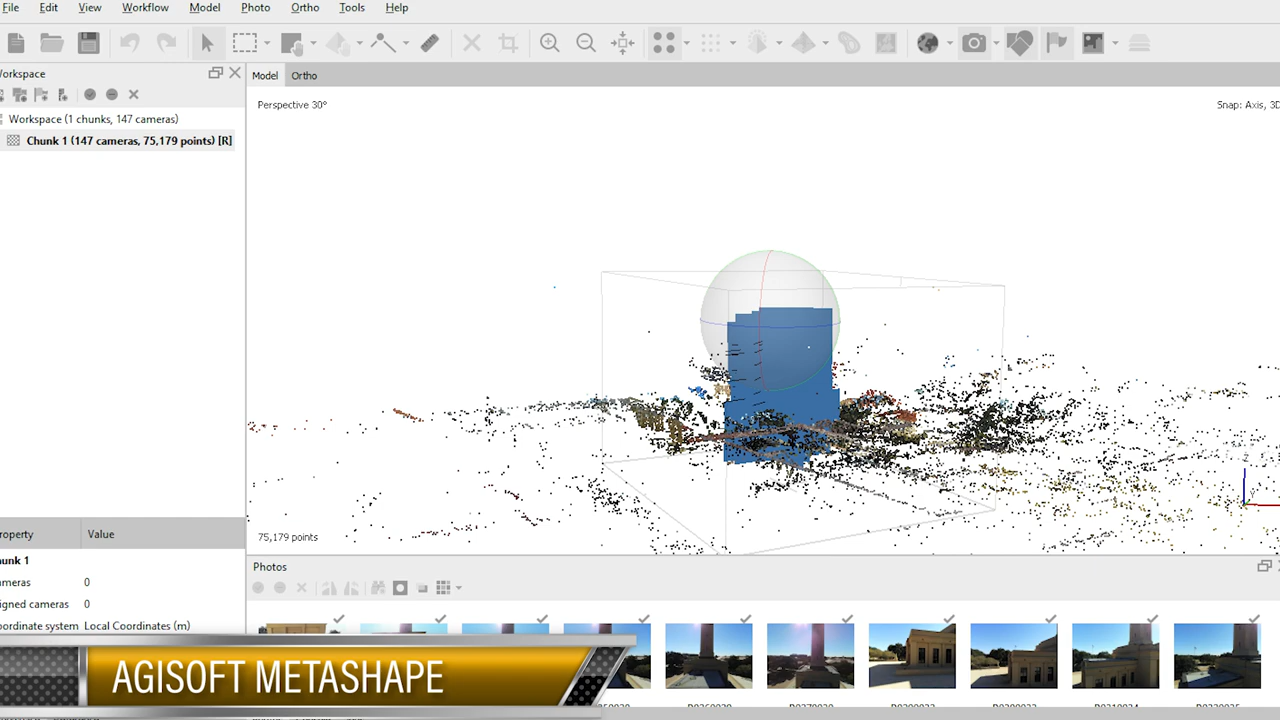 File Edit View Workflow Model Photo Ortho Tools Help
orkspace
Workspace (1 chunks, 147 cameras)
Chunk 1 (147 cameras, 75,179 points) [R]
Model Ortho
Perspective 30°
Snap: Axis, 3D
75,179 points
roperty Value
hunk 1
ameras 0
igned cameras 0
oordinate system Local Coordinates (m)
Photos
AGISOFT METASHAPE